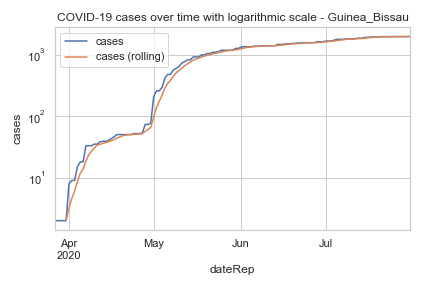 COVID-19 cases over time with logarithmic scale - Guinea_Bissau
cases
cases (rolling)
10³
10²
10¹
cases
Apr
2020
May
Jun
Jul
dateRep